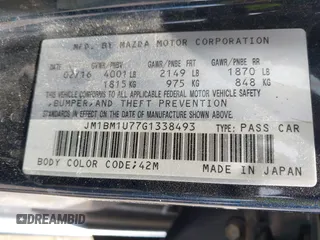 MFD. BY MAZDA MOTOR CORPORATION
GVWR/PNBV GAWR/PNBE FRT/AV GAWR/PNBE RR/AR
02/16 4001 LB 2149 LB 1870 LB
1815 KG 975 KG 848 KG
THIS VEHICLE CONFORMS TO ALL
APPLICABLE FEDERAL MOTOR VEHICLE SAFETY,
BUMPER, AND THEFT PREVENTION
STANDARDS IN EFFECT ON THE DATE OF
MANUFACTURE SHOWN ABOVE.
JM1BM1U77G1338493 TYPE: PASS CAR
BODY COLOR CODE;42M
MADE IN JAPAN
DREAMBID